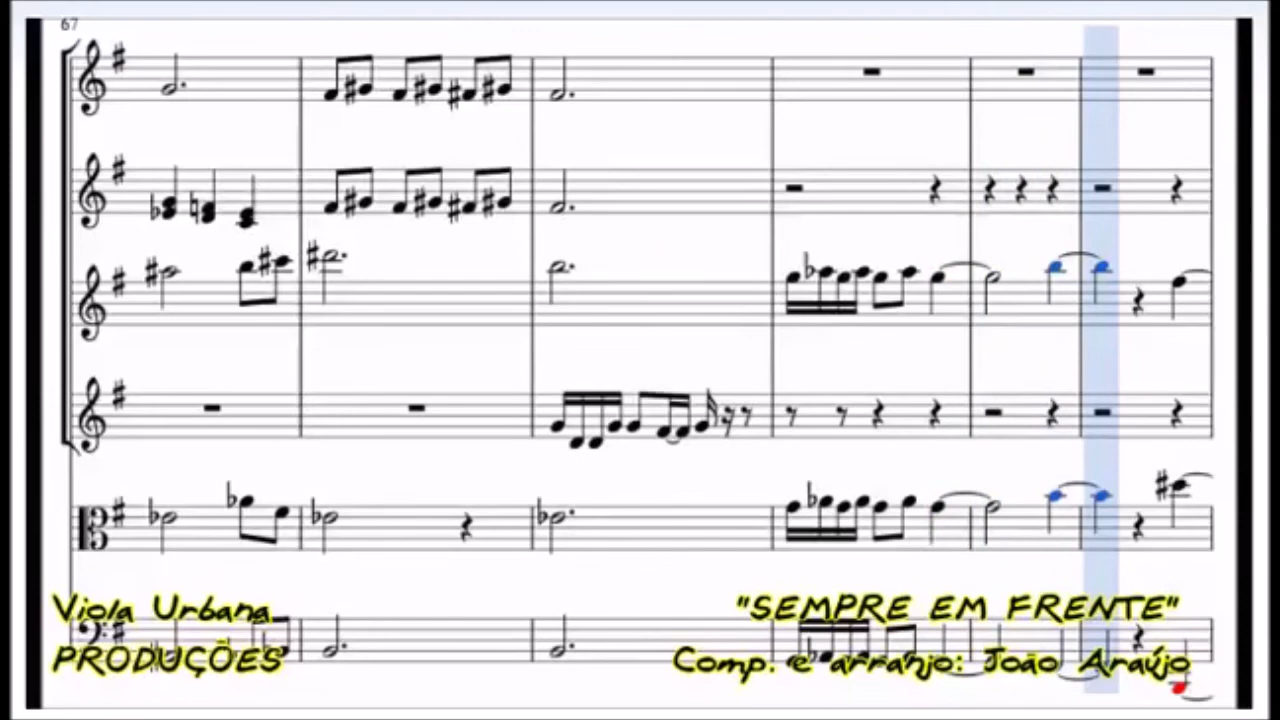 67
Viola Urbana
PRODUÇÕES
"SEMPRE EM FRENTE"
Comp. e arranjo: João Araújo